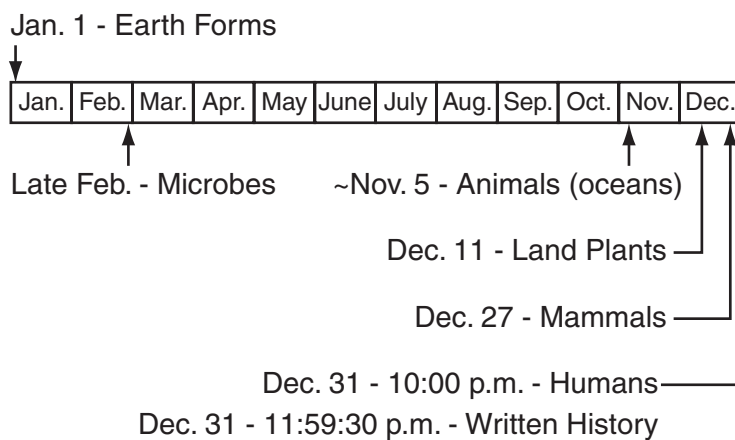 Jan. 1 - Earth Forms
Jan. Feb. Mar. Apr. May June July Aug. Sep. Oct. Nov. Dec.
Late Feb. - Microbes ~Nov. 5 - Animals (oceans)
Dec. 11 - Land Plants
Dec. 27 - Mammals
Dec. 31 - 10:00 p.m. - Humans
Dec. 31 - 11:59:30 p.m. - Written History